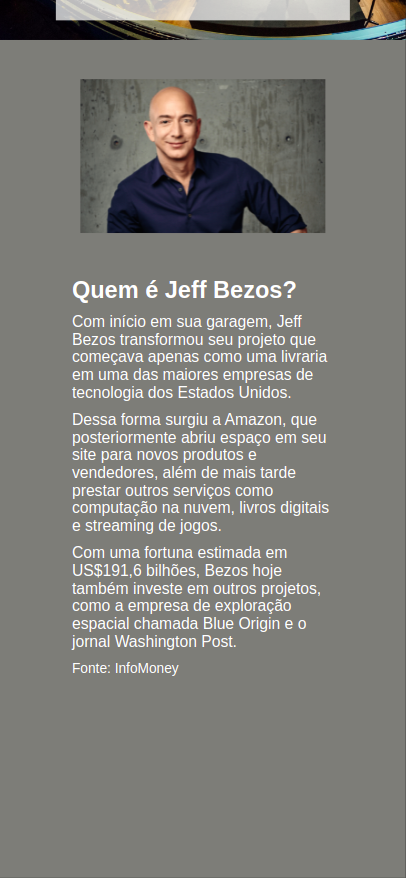 Quem é Jeff Bezos?
Com início em sua garagem, Jeff
Bezos transformou seu projeto que
começava apenas como uma livraria
em uma das maiores empresas de
tecnologia dos Estados Unidos.
Dessa forma surgiu a Amazon, que
posteriormente abriu espaço em seu
site para novos produtos e
vendedores, além de mais tarde
prestar outros serviços como
computação na nuvem, livros digitais
e streaming de jogos.
Com uma fortuna estimada em
US$191,6 bilhões, Bezos hoje
também investe em outros projetos,
como a empresa de exploração
espacial chamada Blue Origin e o
jornal Washington Post.
Fonte: InfoMoney